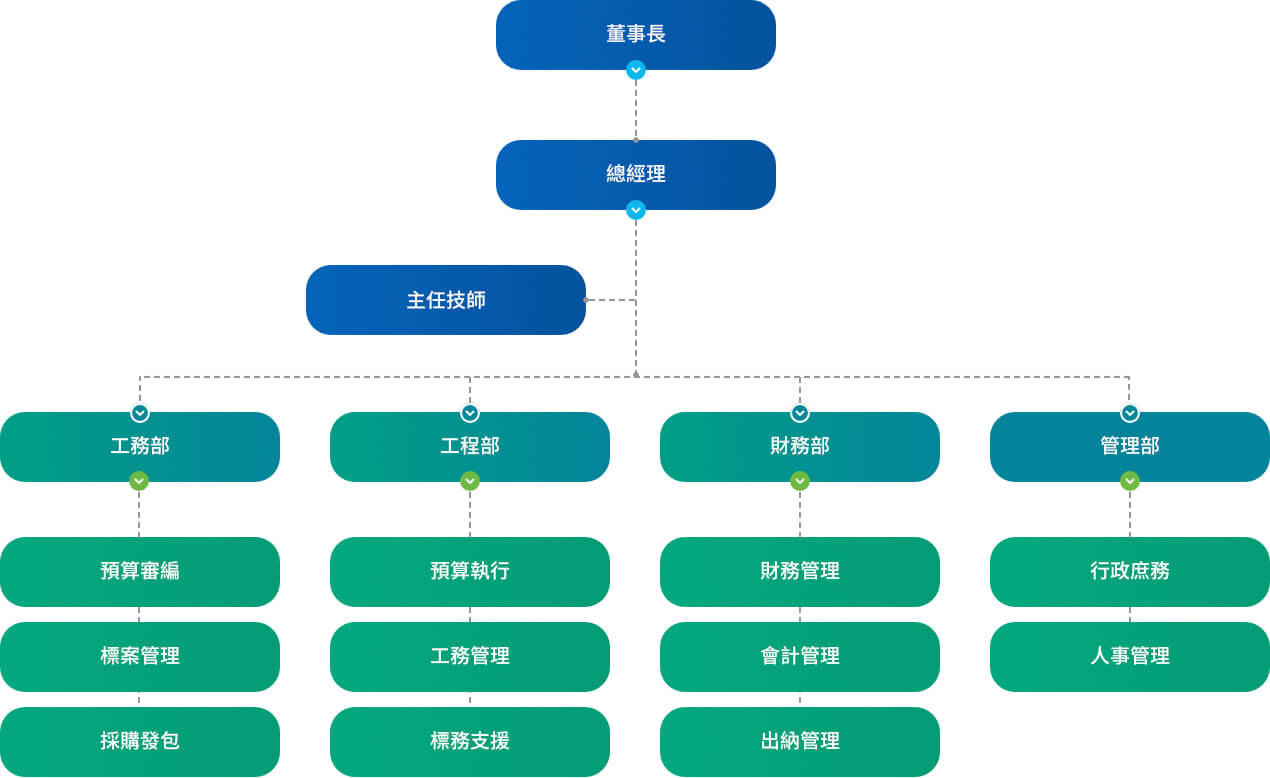 董事長
總經理
主任技師
工務部
工程部
財務部
管理部
預算審編
預算執行
財務管理
行政庶務
標案管理
工務管理
會計管理
人事管理
採購發包
標務支援
出納管理